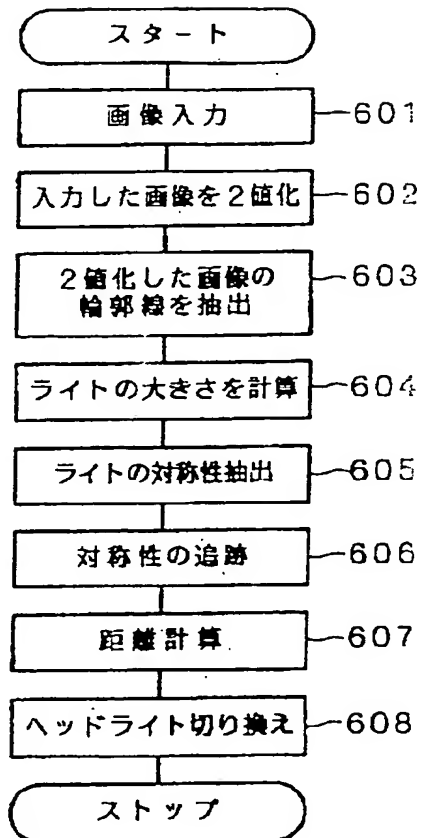 スタート
画像入力 601
入力した画像を2値化 602
2値化した画像の 603
輪郭線を抽出
ライトの大きさを計算 604
ライトの対称性抽出 605
対称性の追跡 606
距離計算 607
ヘッドライト切り換え 608
ストップ